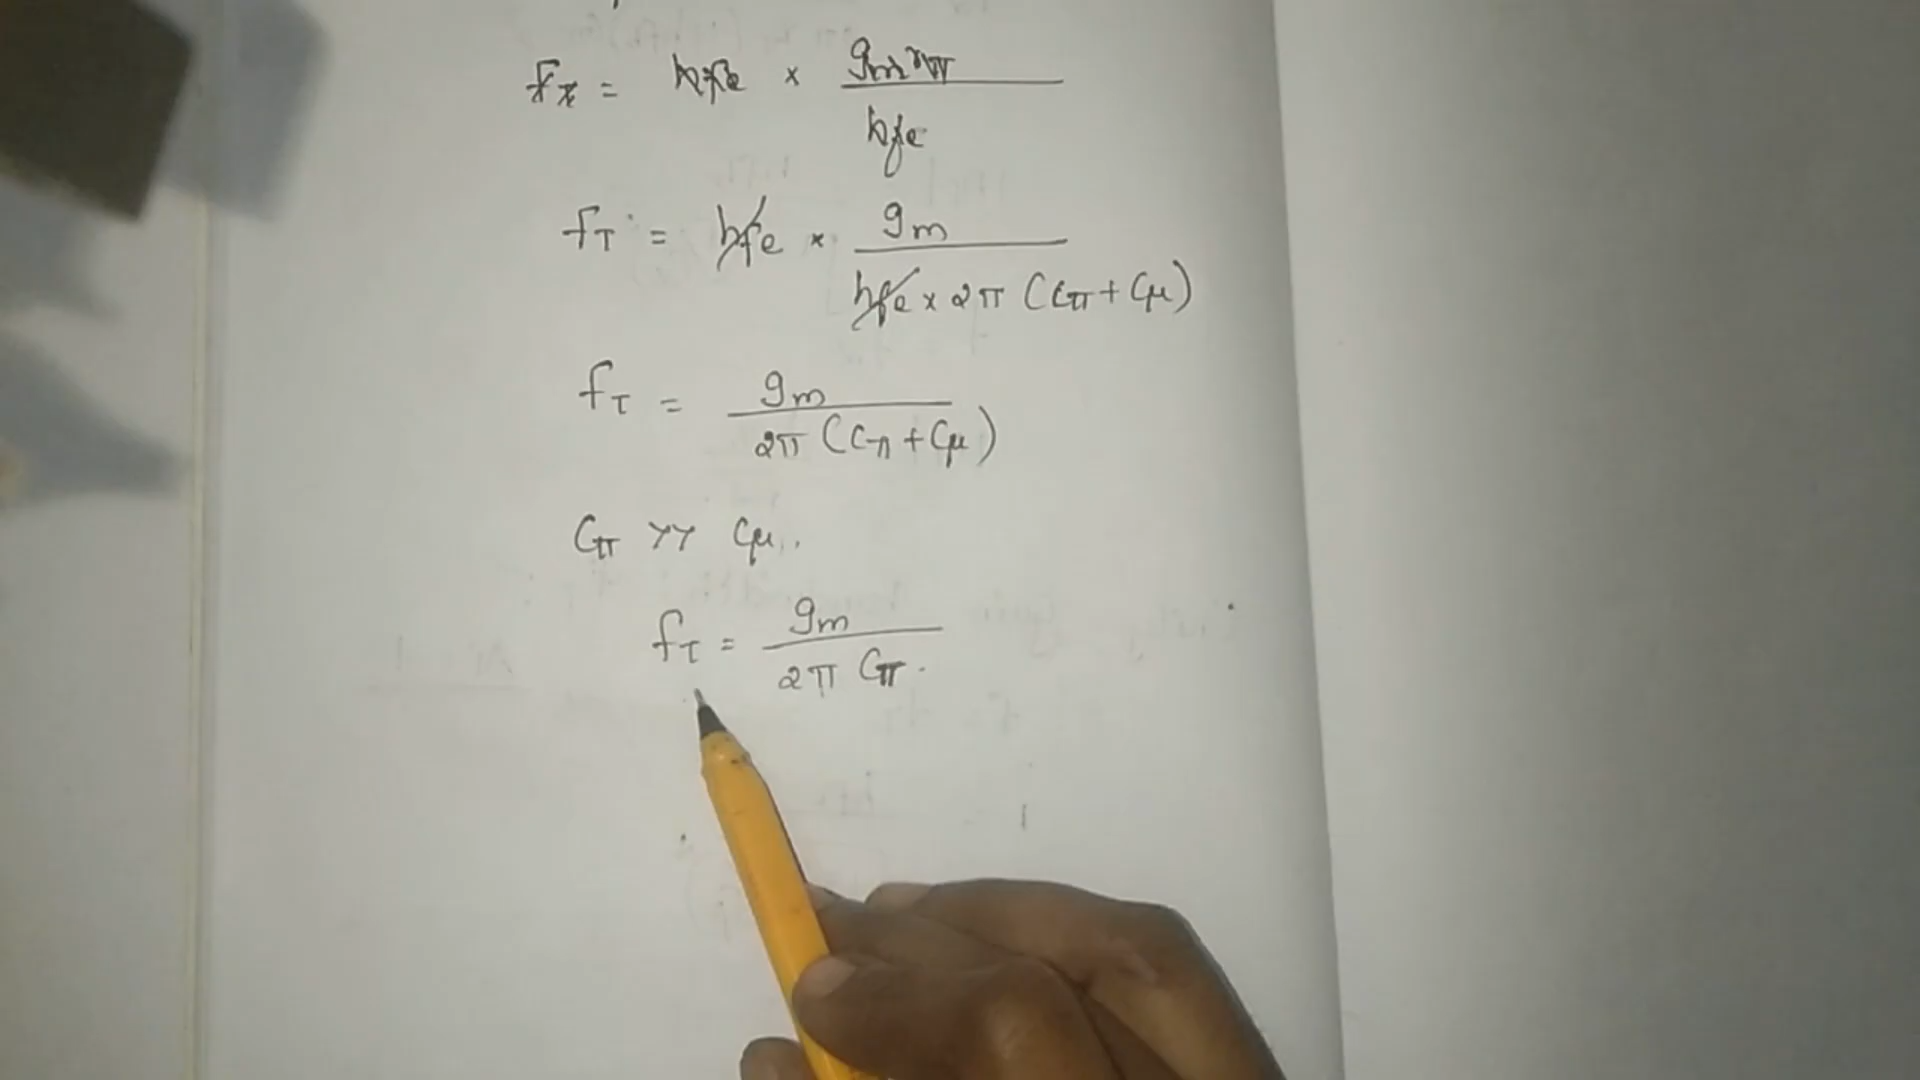 fT = hfe × gm rπ / hfe
fT = hfe × gm / hfe × 2π (Cπ + Cμ)
fT = gm / 2π (Cπ + Cμ)
Cπ >> Cμ.
fT = gm / 2π Cπ.